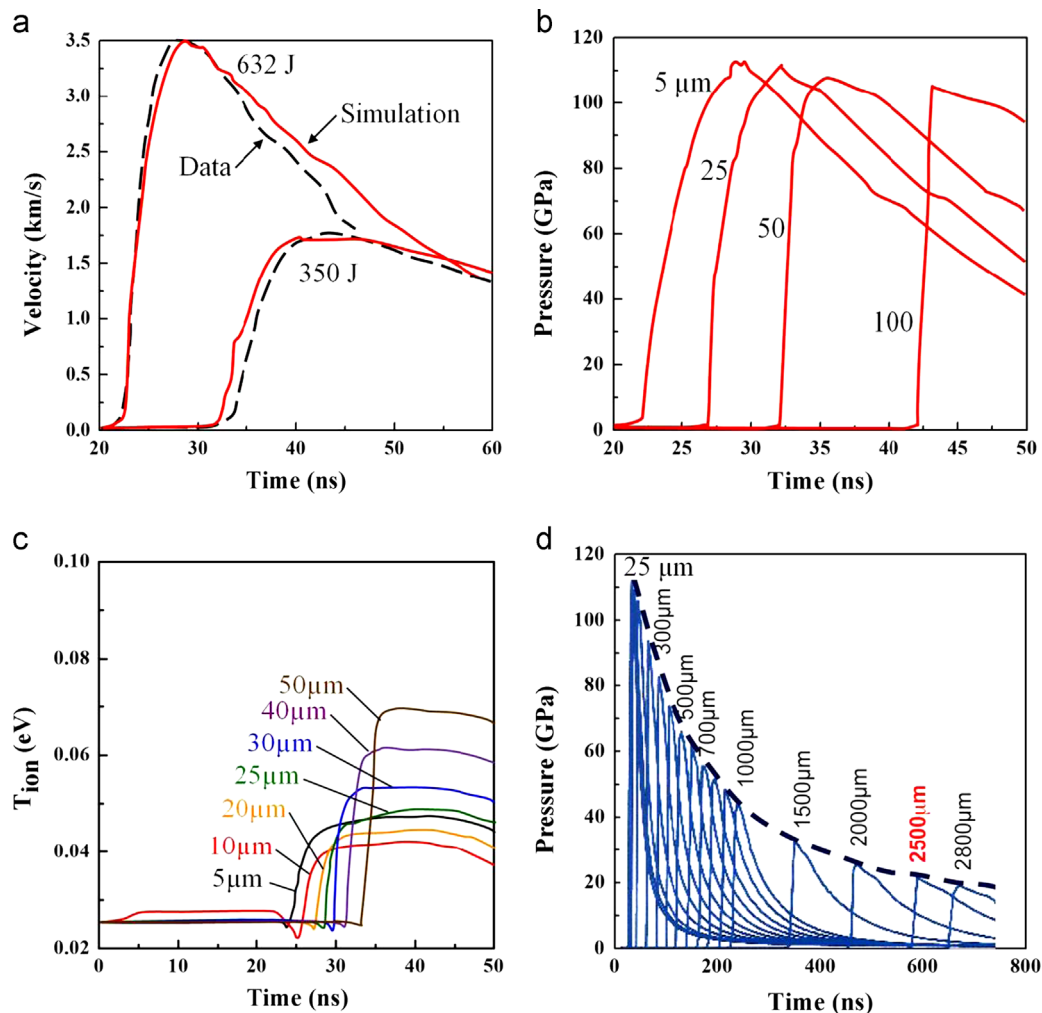 a
3.5
3.0
2.5
2.0
1.5
1.0
0.5
0.0
Velocity (km/s)
632 J
Simulation
Data
350 J
20
30
40
50
60
Time (ns)
b
120
100
80
60
40
20
0
Pressure (GPa)
5 µm
25
50
100
20
25
30
35
40
45
50
Time (ns)
c
0.10
0.08
0.06
0.04
0.02
Tion (eV)
50µm
40µm
30µm
25µm
20µm
10µm
5µm
0
10
20
30
40
50
Time (ns)
d
120
100
80
60
40
20
0
Pressure (GPa)
25 µm
300µm
500µm
700µm
1000µm
1500µm
2000µm
2500µm
2800µm
0
200
400
600
800
Time (ns)